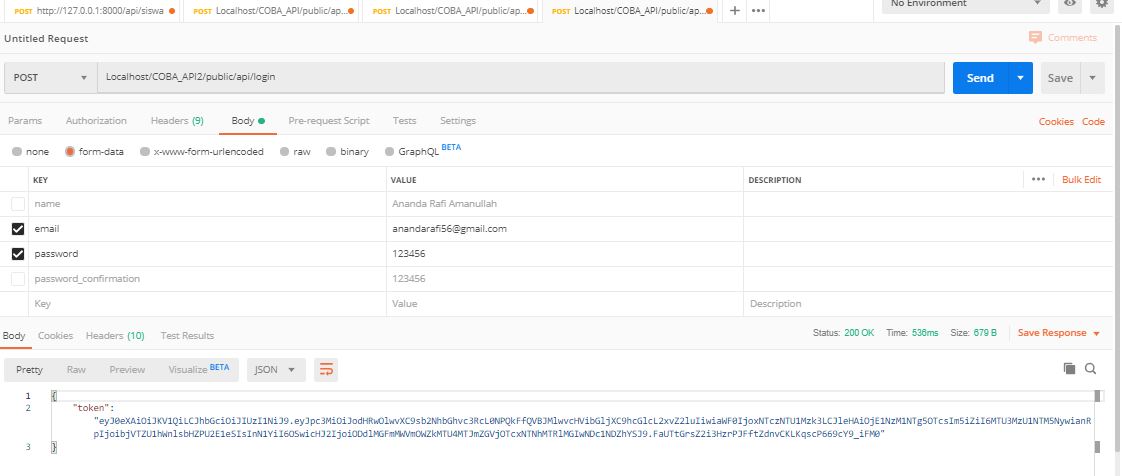 POST http://127.0.0.1:8000/api/siswa POST Localhost/COBA_API/public/ap... POST Localhost/COBA_API/public/ap... POST Localhost/COBA_API/public/ap... + ••• No Environment
Untitled Request Comments
POST Localhost/COBA_API2/public/api/login Send Save
Params Authorization Headers (9) Body Pre-request Script Tests Settings Cookies Code
none form-data x-www-form-urlencoded raw binary GraphQL BETA
KEY VALUE DESCRIPTION ••• Bulk Edit
name Ananda Rafi Amanullah
email anandarafi56@gmail.com
password 123456
password_confirmation 123456
Key Value Description
Body Cookies Headers (10) Test Results Status: 200 OK Time: 536ms Size: 679 B Save Response
Pretty Raw Preview Visualize BETA JSON
1 {
2 "token":
3 }